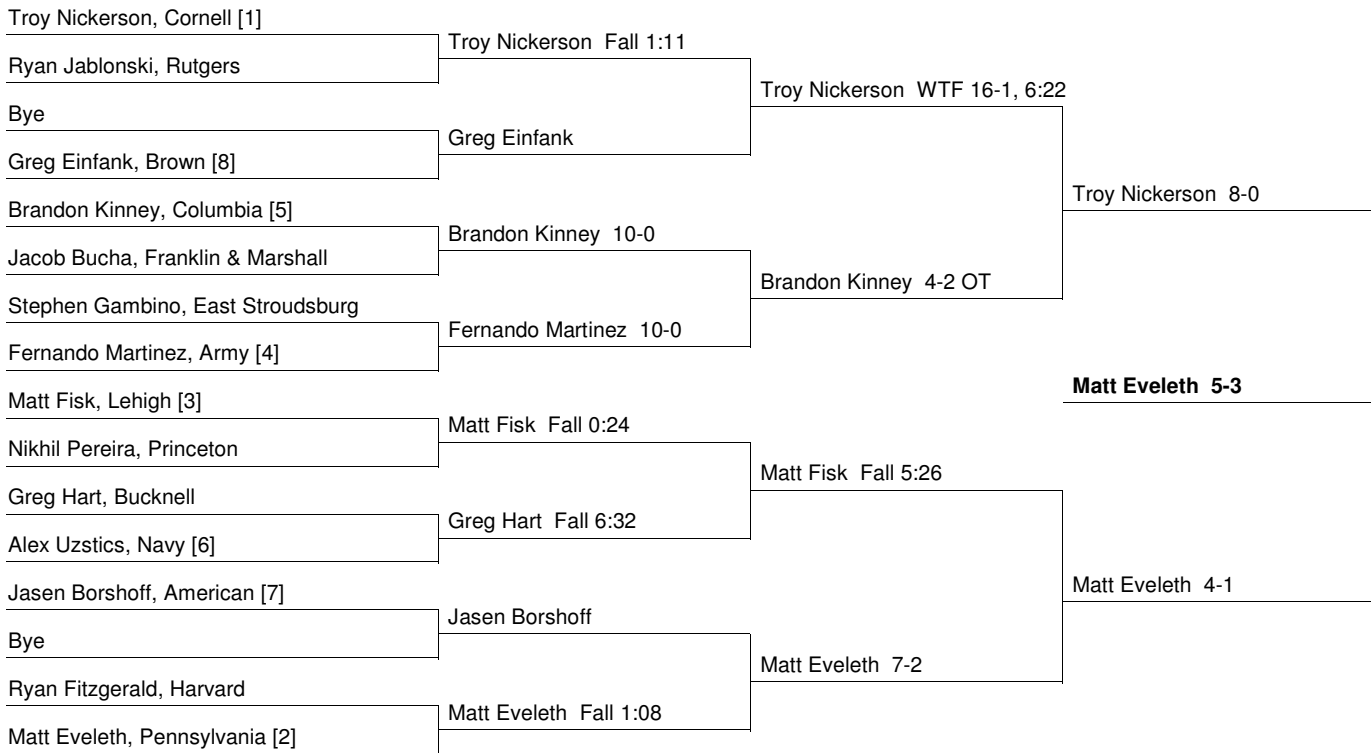 Troy Nickerson, Cornell [1]
Ryan Jablonski, Rutgers
Bye
Greg Einfank, Brown [8]
Brandon Kinney, Columbia [5]
Jacob Bucha, Franklin & Marshall
Stephen Gambino, East Stroudsburg
Fernando Martinez, Army [4]
Matt Fisk, Lehigh [3]
Nikhil Pereira, Princeton
Greg Hart, Bucknell
Alex Uzstics, Navy [6]
Jasen Borshoff, American [7]
Bye
Ryan Fitzgerald, Harvard
Matt Eveleth, Pennsylvania [2]
Troy Nickerson Fall 1:11
Greg Einfank
Brandon Kinney 10-0
Fernando Martinez 10-0
Matt Fisk Fall 0:24
Greg Hart Fall 6:32
Jasen Borshoff
Matt Eveleth Fall 1:08
Troy Nickerson WTF 16-1, 6:22
Brandon Kinney 4-2 OT
Matt Fisk Fall 5:26
Matt Eveleth 7-2
Troy Nickerson 8-0
Matt Eveleth 5-3
Matt Eveleth 4-1